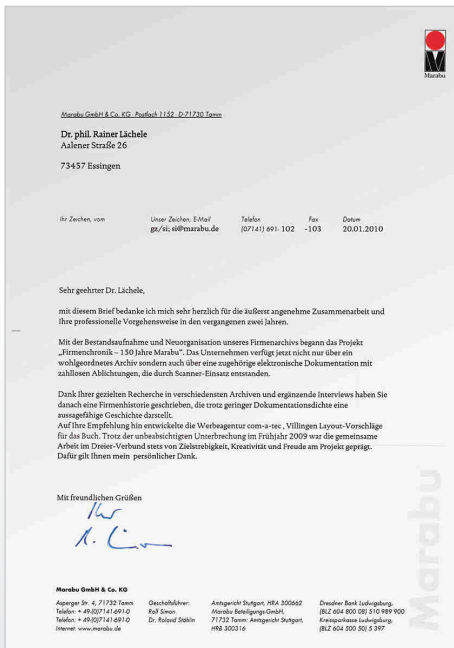 Marabu
Marabu GmbH & Co. KG · Postfach 1152 · D-71730 Tamm
Dr. phil. Rainer Lächele
Aalener Straße 26
73457 Essingen
Ihr Zeichen, vom Unser Zeichen, E-Mail Telefon Fax Datum
gz/si; si@marabu.de (07141) 691- 102 -103 20.01.2010
Sehr geehrter Dr. Lächele,
mit diesem Brief bedanke ich mich sehr herzlich für die äußerst angenehme Zusammenarbeit und
Ihre professionelle Vorgehensweise in den vergangenen zwei Jahren.
Mit der Bestandsaufnahme und Neuorganisation unseres Firmenarchivs begann das Projekt
„Firmenchronik – 150 Jahre Marabu“. Das Unternehmen verfügt jetzt nicht nur über ein
wohlgeordnetes Archiv sondern auch über eine zugehörige elektronische Dokumentation mit
zahllosen Ablichtungen, die durch Scanner-Einsatz entstanden.
Dank Ihrer gezielten Recherche in verschiedensten Archiven und ergänzende Interviews haben Sie
danach eine Firmenhistorie geschrieben, die trotz geringer Dokumentationsdichte eine
aussagefähige Geschichte darstellt.
Auf Ihre Empfehlung hin entwickelte die Werbeagentur com-a-tec , Villingen Layout-Vorschläge
für das Buch. Trotz der unbeabsichtigten Unterbrechung im Frühjahr 2009 war die gemeinsame
Arbeit im Dreier-Verbund stets von Zielstrebigkeit, Kreativität und Freude am Projekt geprägt.
Dafür gilt Ihnen mein persönlicher Dank.
Mit freundlichen Grüßen
Ihr
Marabu
Marabu GmbH & Co. KG
Asperger Str. 4, 71732 Tamm Geschäftsführer: Amtsgericht Stuttgart, HRA 300662 Dresdner Bank Ludwigsburg,
Telefon: + 49-(0)7141-691-0 Rolf Simon Marabu Beteiligungs-GmbH, (BLZ 604 800 08) 510 989 900
Telefon: + 49-(0)7141-691-0 Dr. Roland Stählin 71732 Tamm: Amtsgericht Stuttgart, Kreissparkasse Ludwigsburg,
Internet: www.marabu.de HRB 300316 (BLZ 604 500 50) 5 397